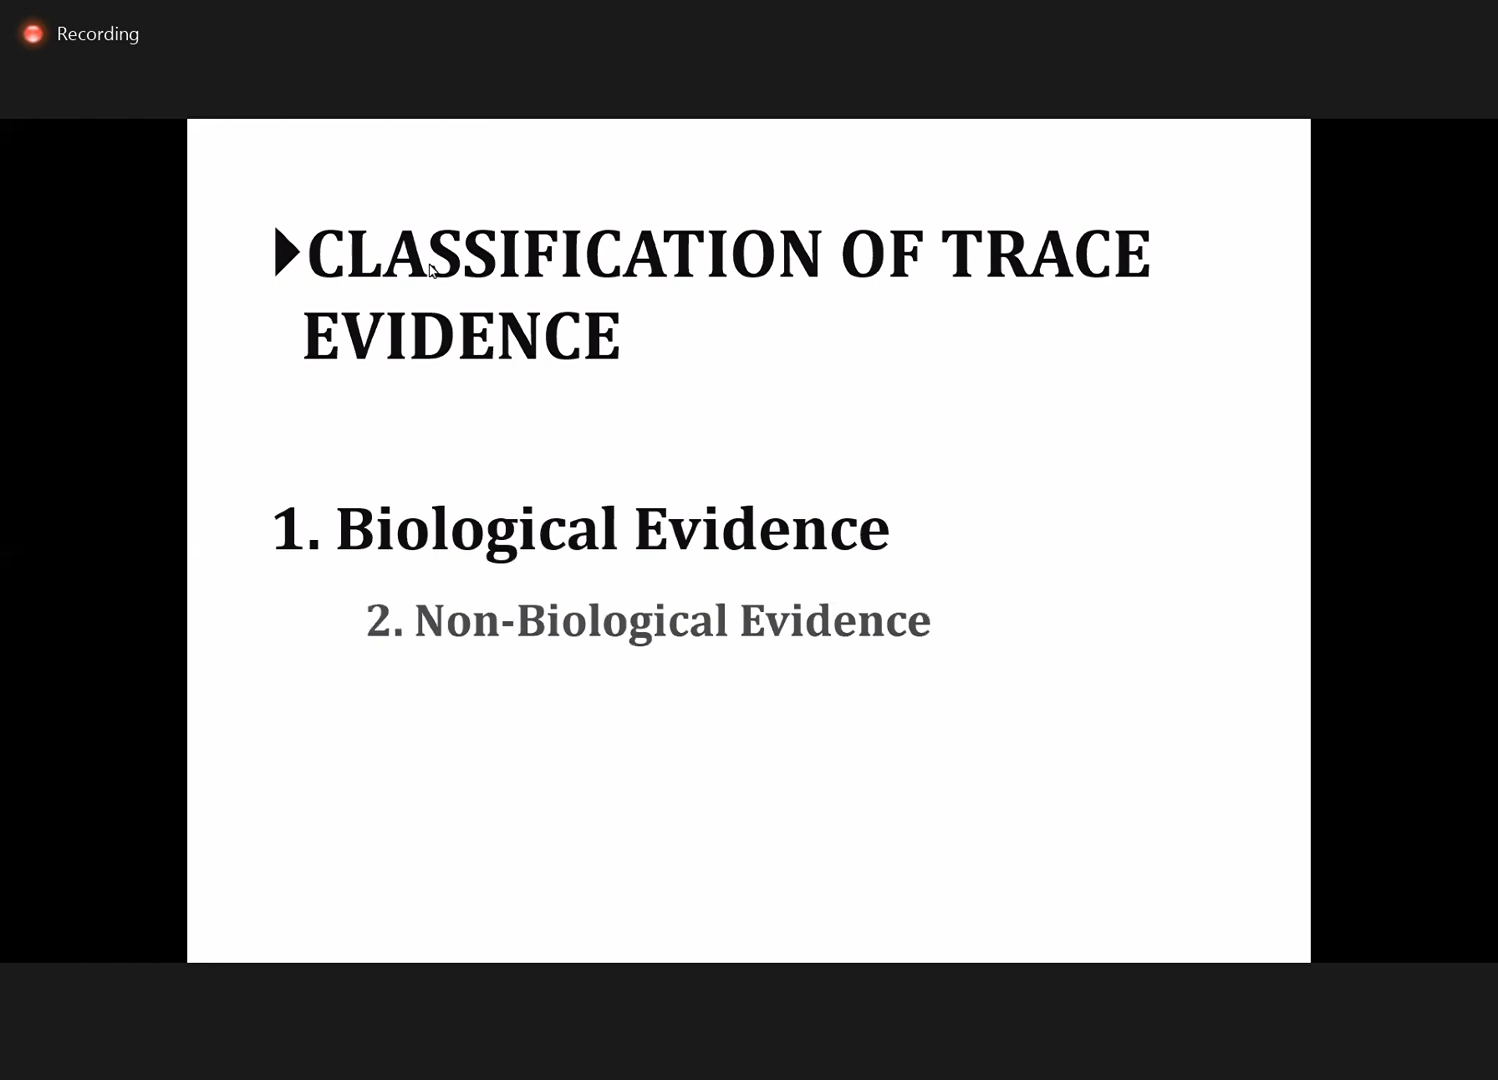 Recording
CLASSIFICATION OF TRACE
EVIDENCE
1. Biological Evidence
2. Non-Biological Evidence